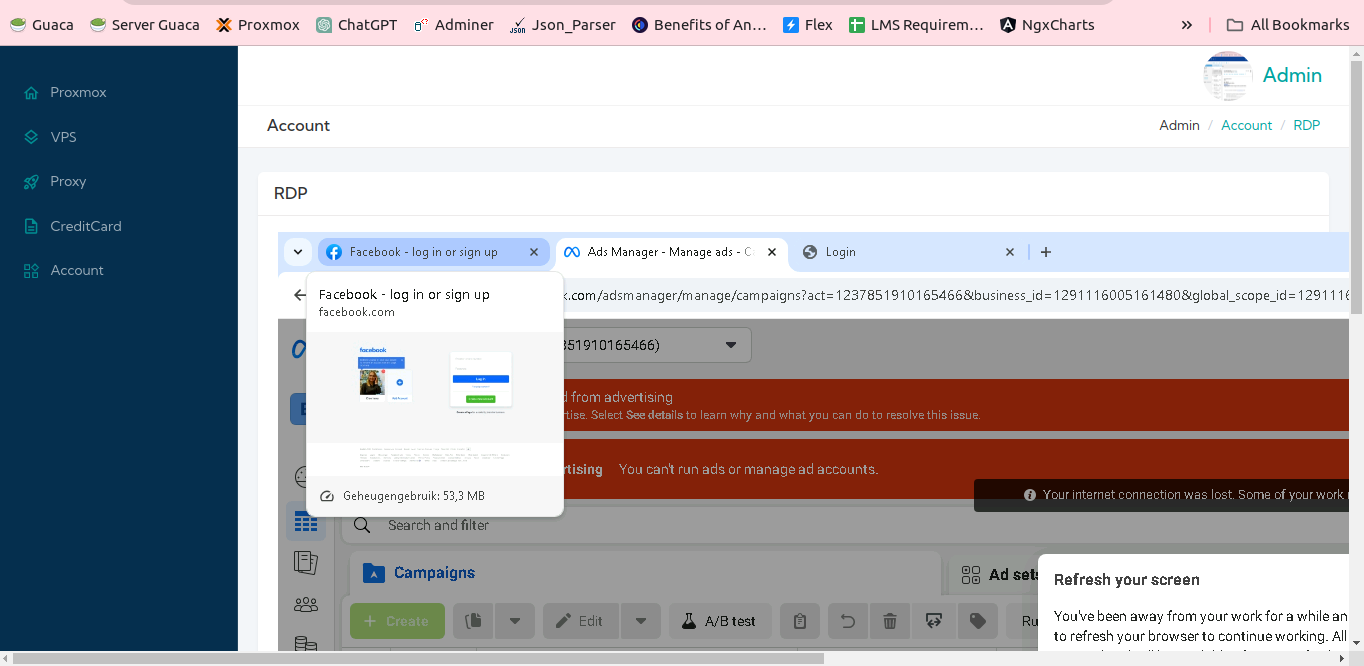 Guaca Server Guaca Proxmox ChatGPT Adminer Json_Parser Benefits of An... Flex LMS Requirem... NgxCharts » All Bookmarks
Proxmox
VPS
Proxy
CreditCard
Account
Admin
Account
Admin / Account / RDP
RDP
Facebook - log in or sign up
Ads Manager - Manage ads - C
Login
Facebook - log in or sign up
facebook.com
facebook
Log in
Geheugengebruik: 53,3 MB
k.com/adsmanager/manage/campaigns?act=1237851910165466&business_id=1291116005161480&global_scope_id=129111
351910165466)
d from advertising
rtise. Select See details to learn why and what you can do to resolve this issue.
rtising You can't run ads or manage ad accounts.
Your internet connection was lost. Some of your work
Search and filter
Campaigns
Ad sets
Create
Edit
A/B test
Ru
Refresh your screen
You've been away from your work for a while an
to refresh your browser to continue working. All